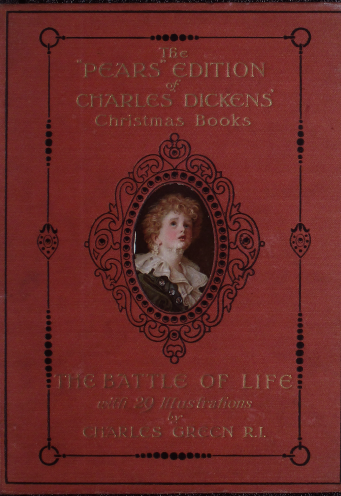 The
"PEARS" EDITION
of
CHARLES DICKENS'
Christmas Books
THE BATTLE OF LIFE
with 29 Illustrations
by
CHARLES GREEN R.I.